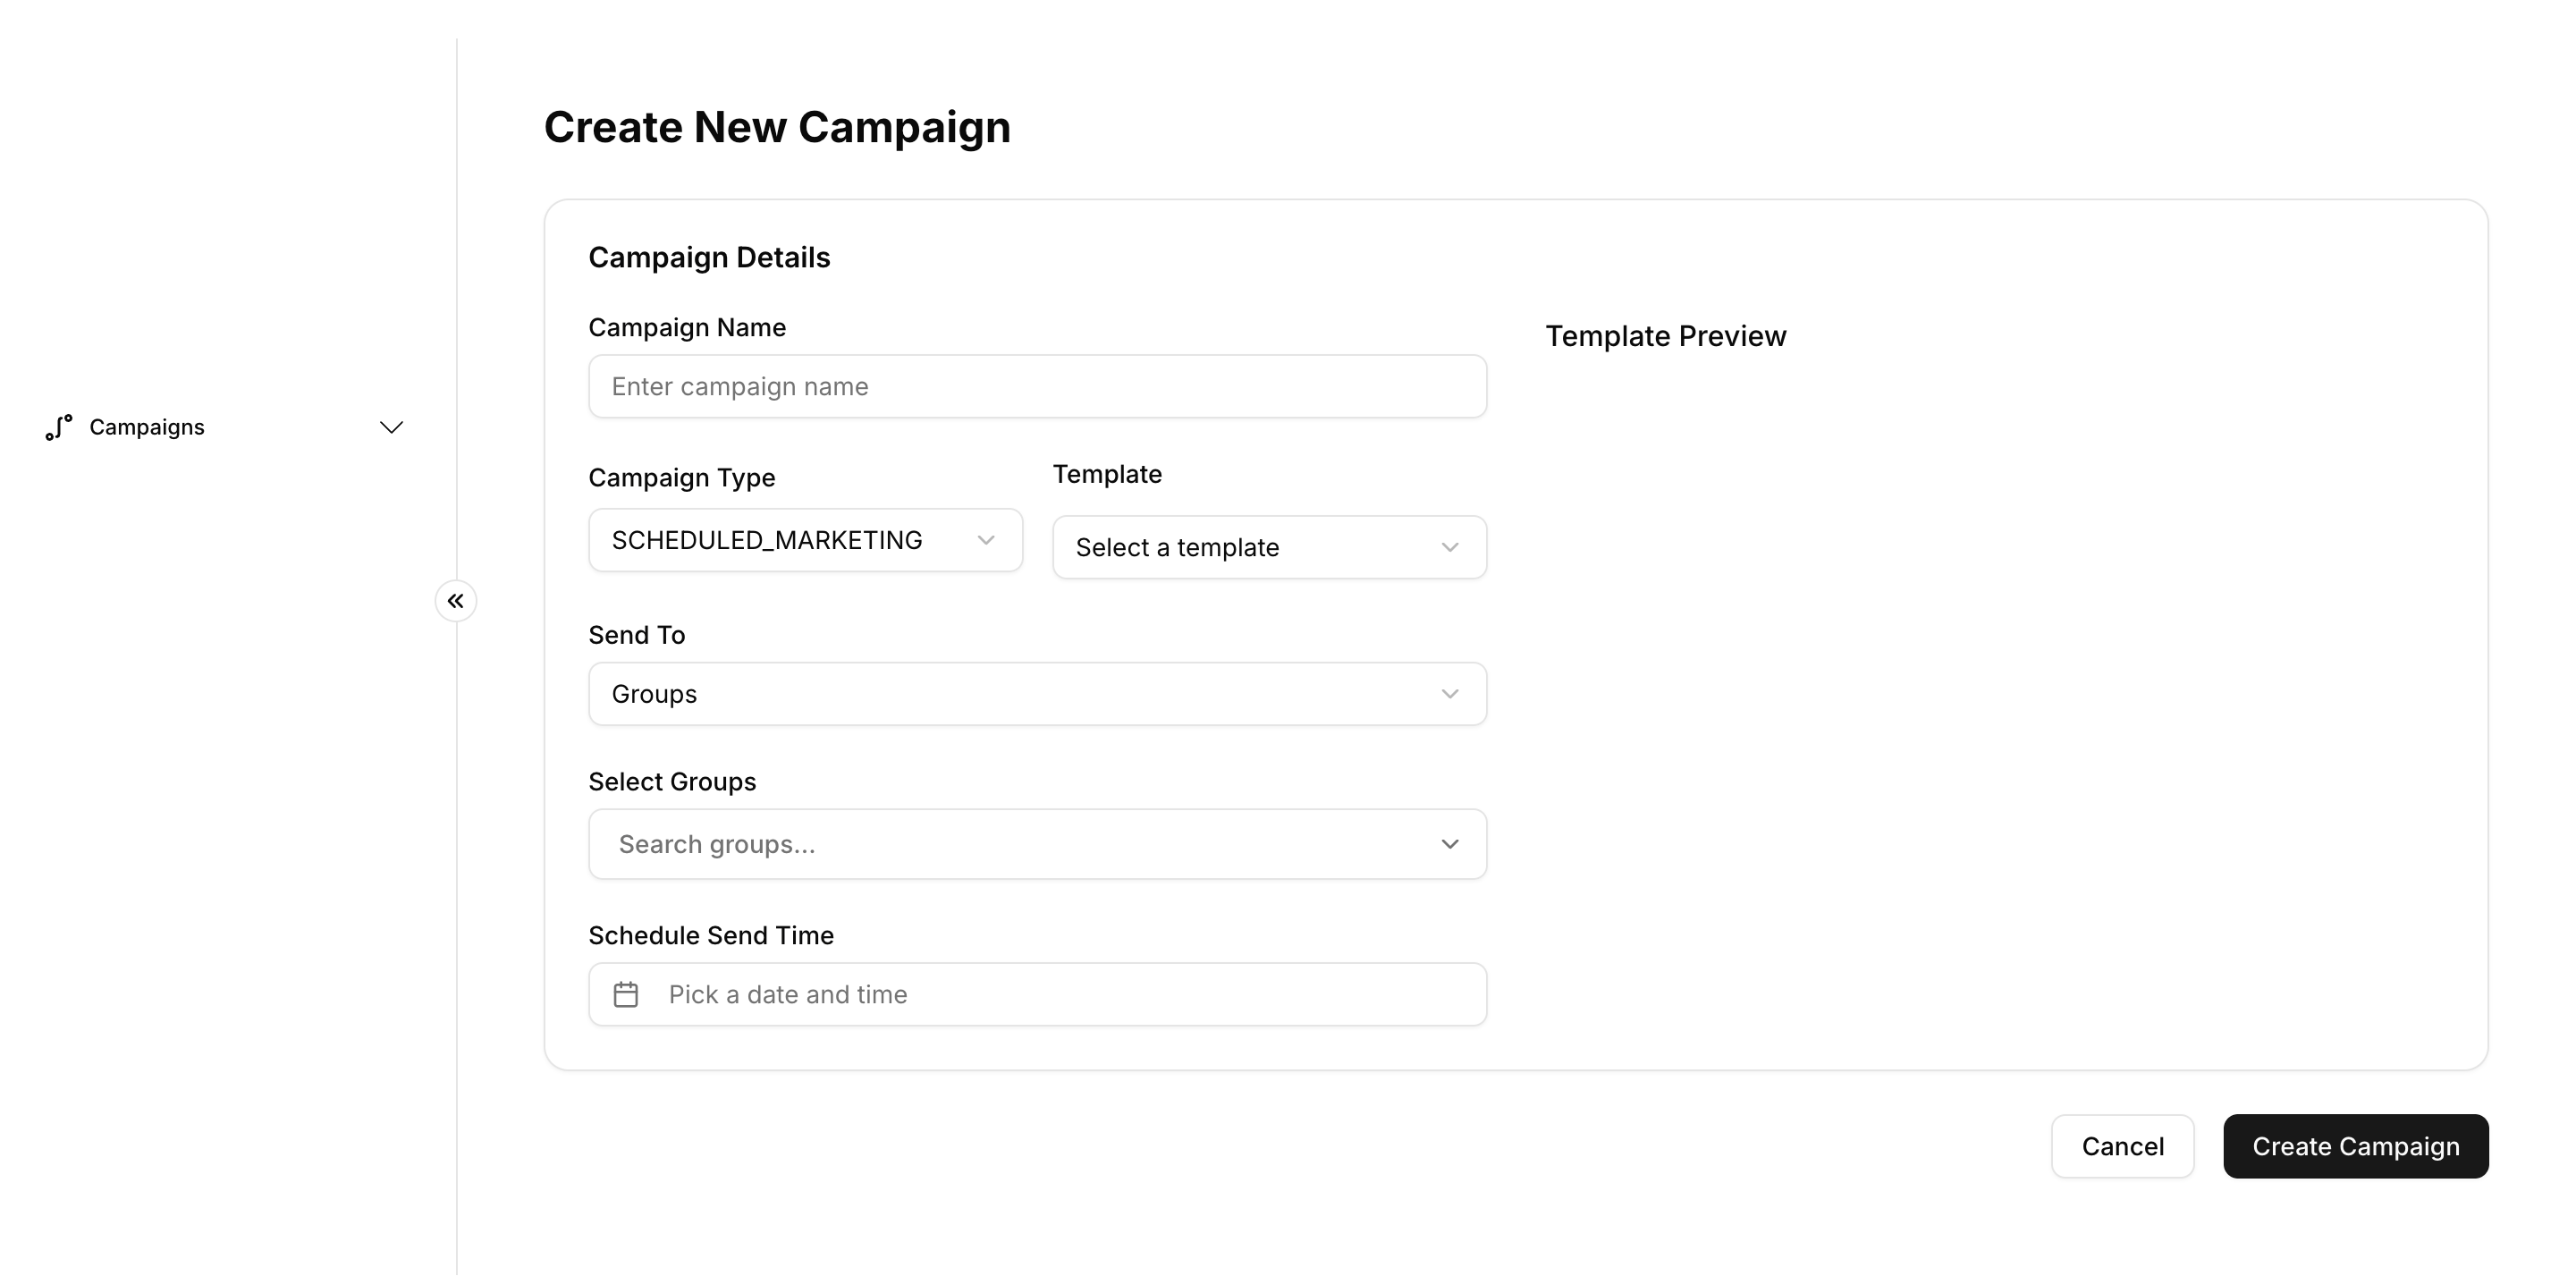 Create New Campaign
Campaign Details
Campaign Name
Enter campaign name
Template Preview
Campaigns
Campaign Type
SCHEDULED_MARKETING
Template
Select a template
Send To
Groups
Select Groups
Search groups...
Schedule Send Time
Pick a date and time
Cancel
Create Campaign